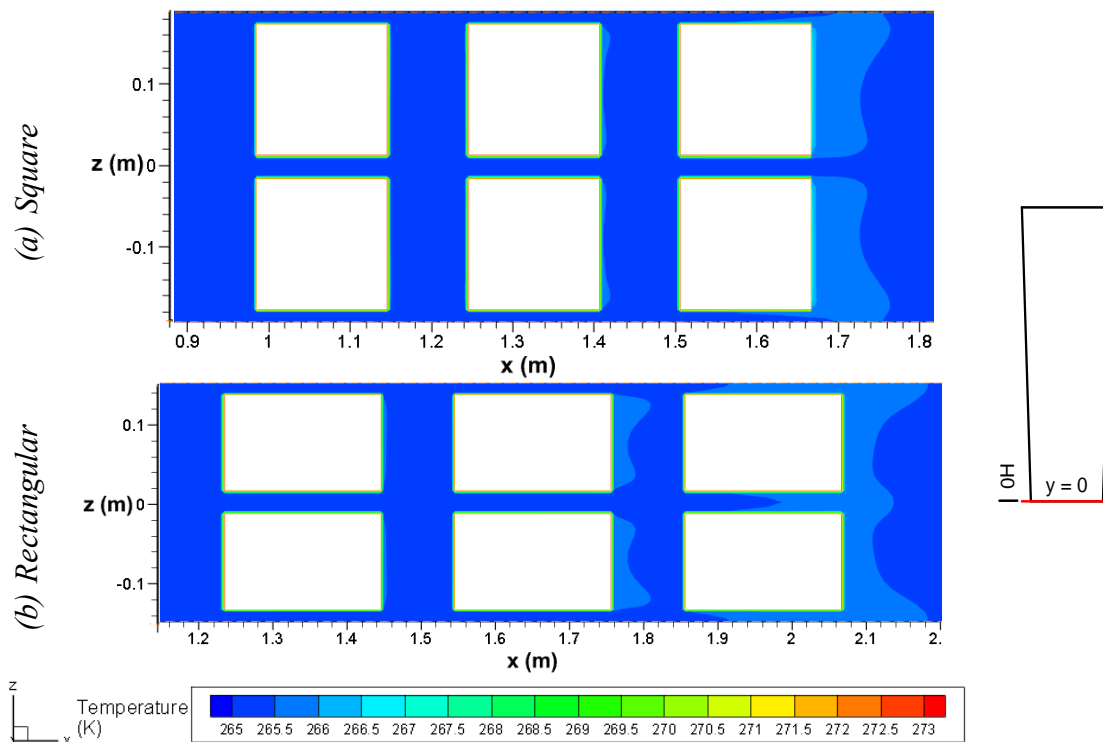 (a) Square
0.1
z (m) 0
-0.1
0.9 1 1.1 1.2 1.3 1.4 1.5 1.6 1.7 1.8
x (m)
(b) Rectangular
0.1
z (m) 0
-0.1
1.2 1.3 1.4 1.5 1.6 1.7 1.8 1.9 2 2.1 2.
x (m)
H0
y = 0
z
x
Temperature
(K)
265 265.5 266 266.5 267 267.5 268 268.5 269 269.5 270 270.5 271 271.5 272 272.5 273